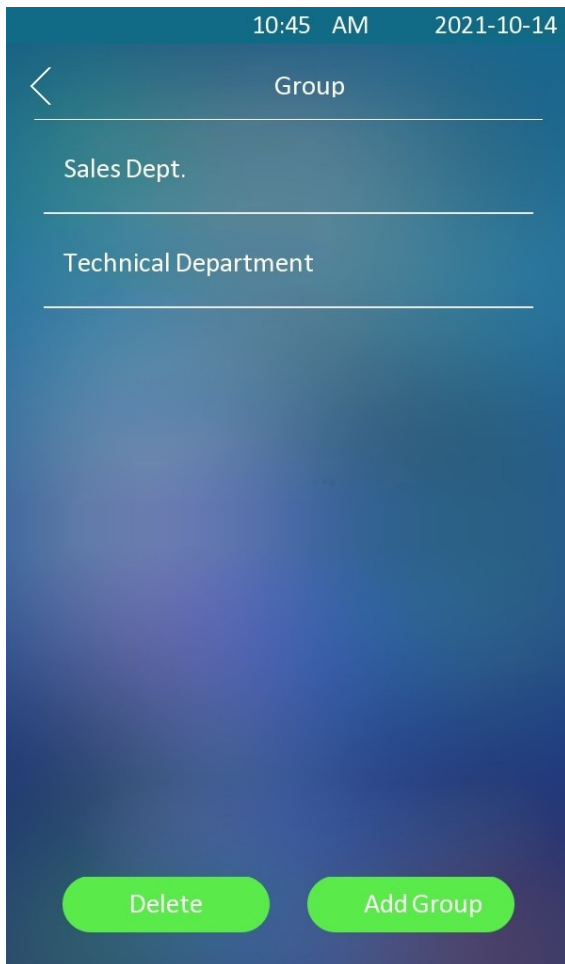 10:45 AM 2021-10-14
Group
Sales Dept.
Technical Department
Delete Add Group